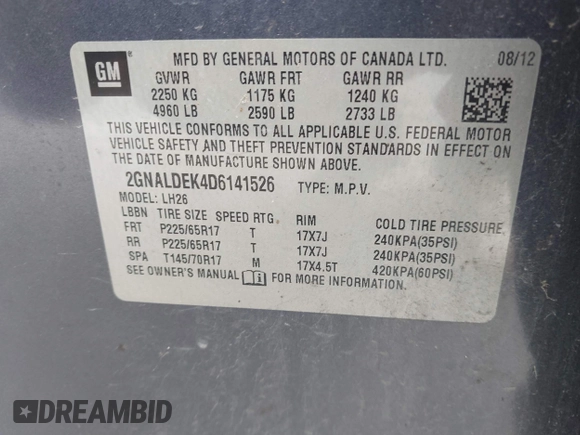 GM
MFD BY GENERAL MOTORS OF CANADA LTD. 08/12
GVWR GAWR FRT GAWR RR
2250 KG 1175 KG 1240 KG
4960 LB 2590 LB 2733 LB
THIS VEHICLE CONFORMS TO ALL APPLICABLE U.S. FEDERAL MOTOR
VEHICLE SAFETY AND THEFT PREVENTION STANDARDS IN EFFECT ON
THE DATE OF MANUFACTURE SHOWN ABOVE.
2GNALDEK4D6141526 TYPE: M.P.V.
MODEL: LH26
LBBN TIRE SIZE SPEED RTG. RIM COLD TIRE PRESSURE
FRT P225/65R17 T 17X7J 240KPA(35PSI)
RR P225/65R17 T 17X7J 240KPA(35PSI)
SPA T145/70R17 M 17X4.5T 420KPA(60PSI)
SEE OWNER'S MANUAL FOR MORE INFORMATION.
DREAMBID